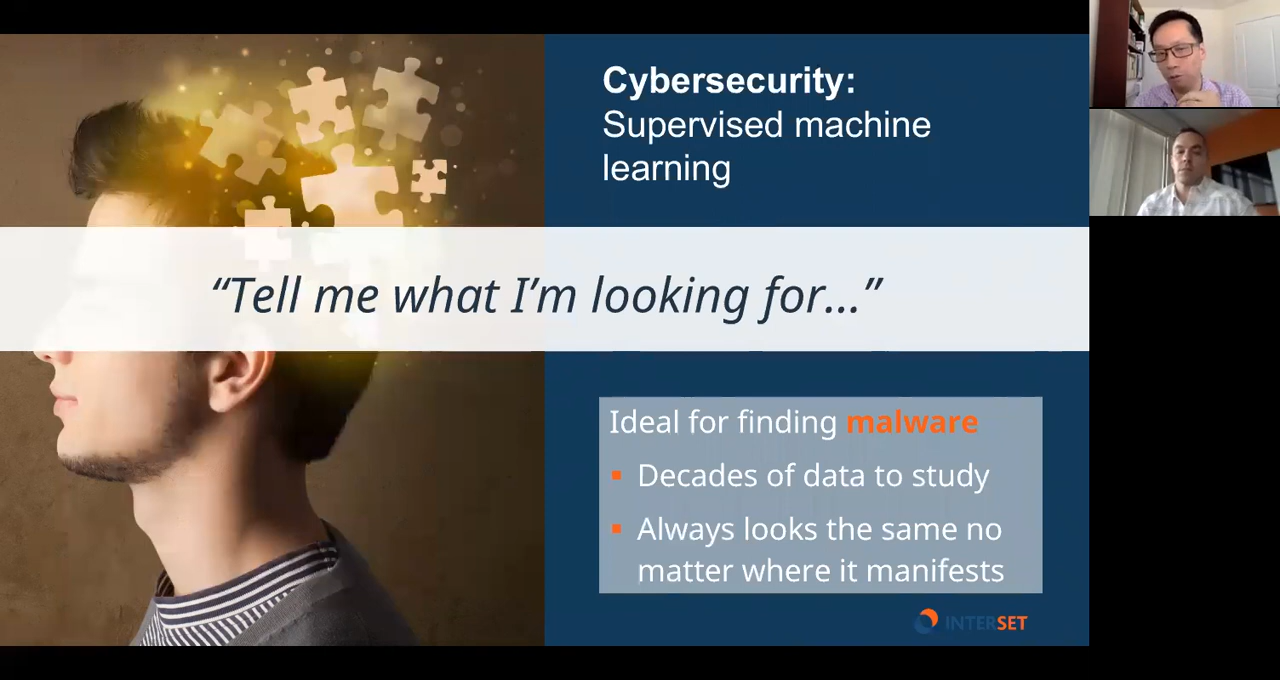 Cybersecurity:
Supervised machine
learning
“Tell me what I’m looking for...”
Ideal for finding malware
▪ Decades of data to study
▪ Always looks the same no
matter where it manifests
INTERSET